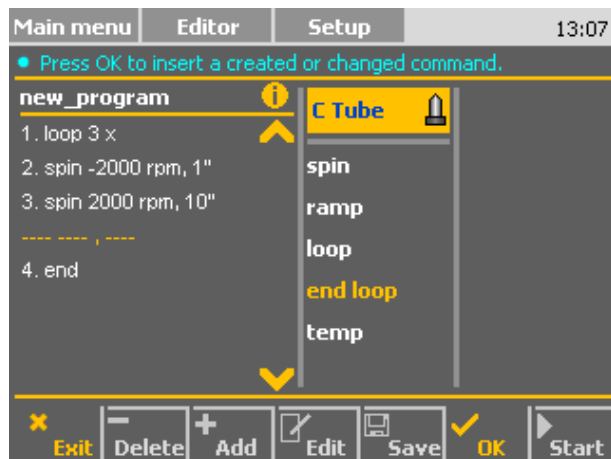 Main menu Editor Setup 13:07
• Press OK to insert a created or changed command.
new_program
C Tube
1. loop 3 x
2. spin -2000 rpm, 1"
3. spin 2000 rpm, 10"
---- ---- , ----
4. end
spin
ramp
loop
end loop
temp
Exit Delete Add Edit Save OK Start